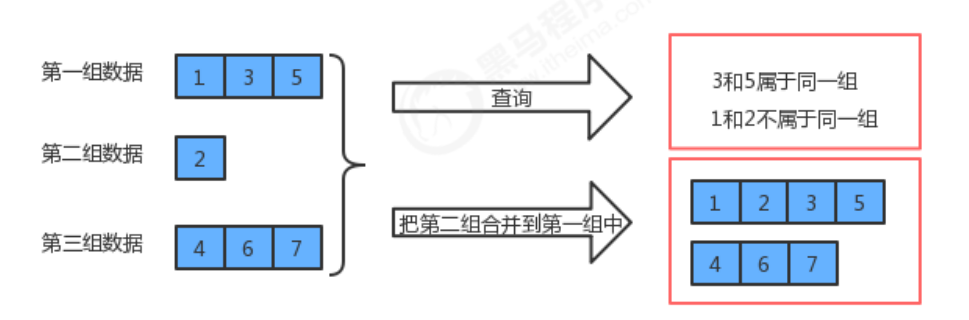 黑马程序
www.itheima.com
第一组数据 1 3 5
第二组数据 2
第三组数据 4 6 7
查询
3和5属于同一组
1和2不属于同一组
把第二组合并到第一组中
1 2 3 5
4 6 7